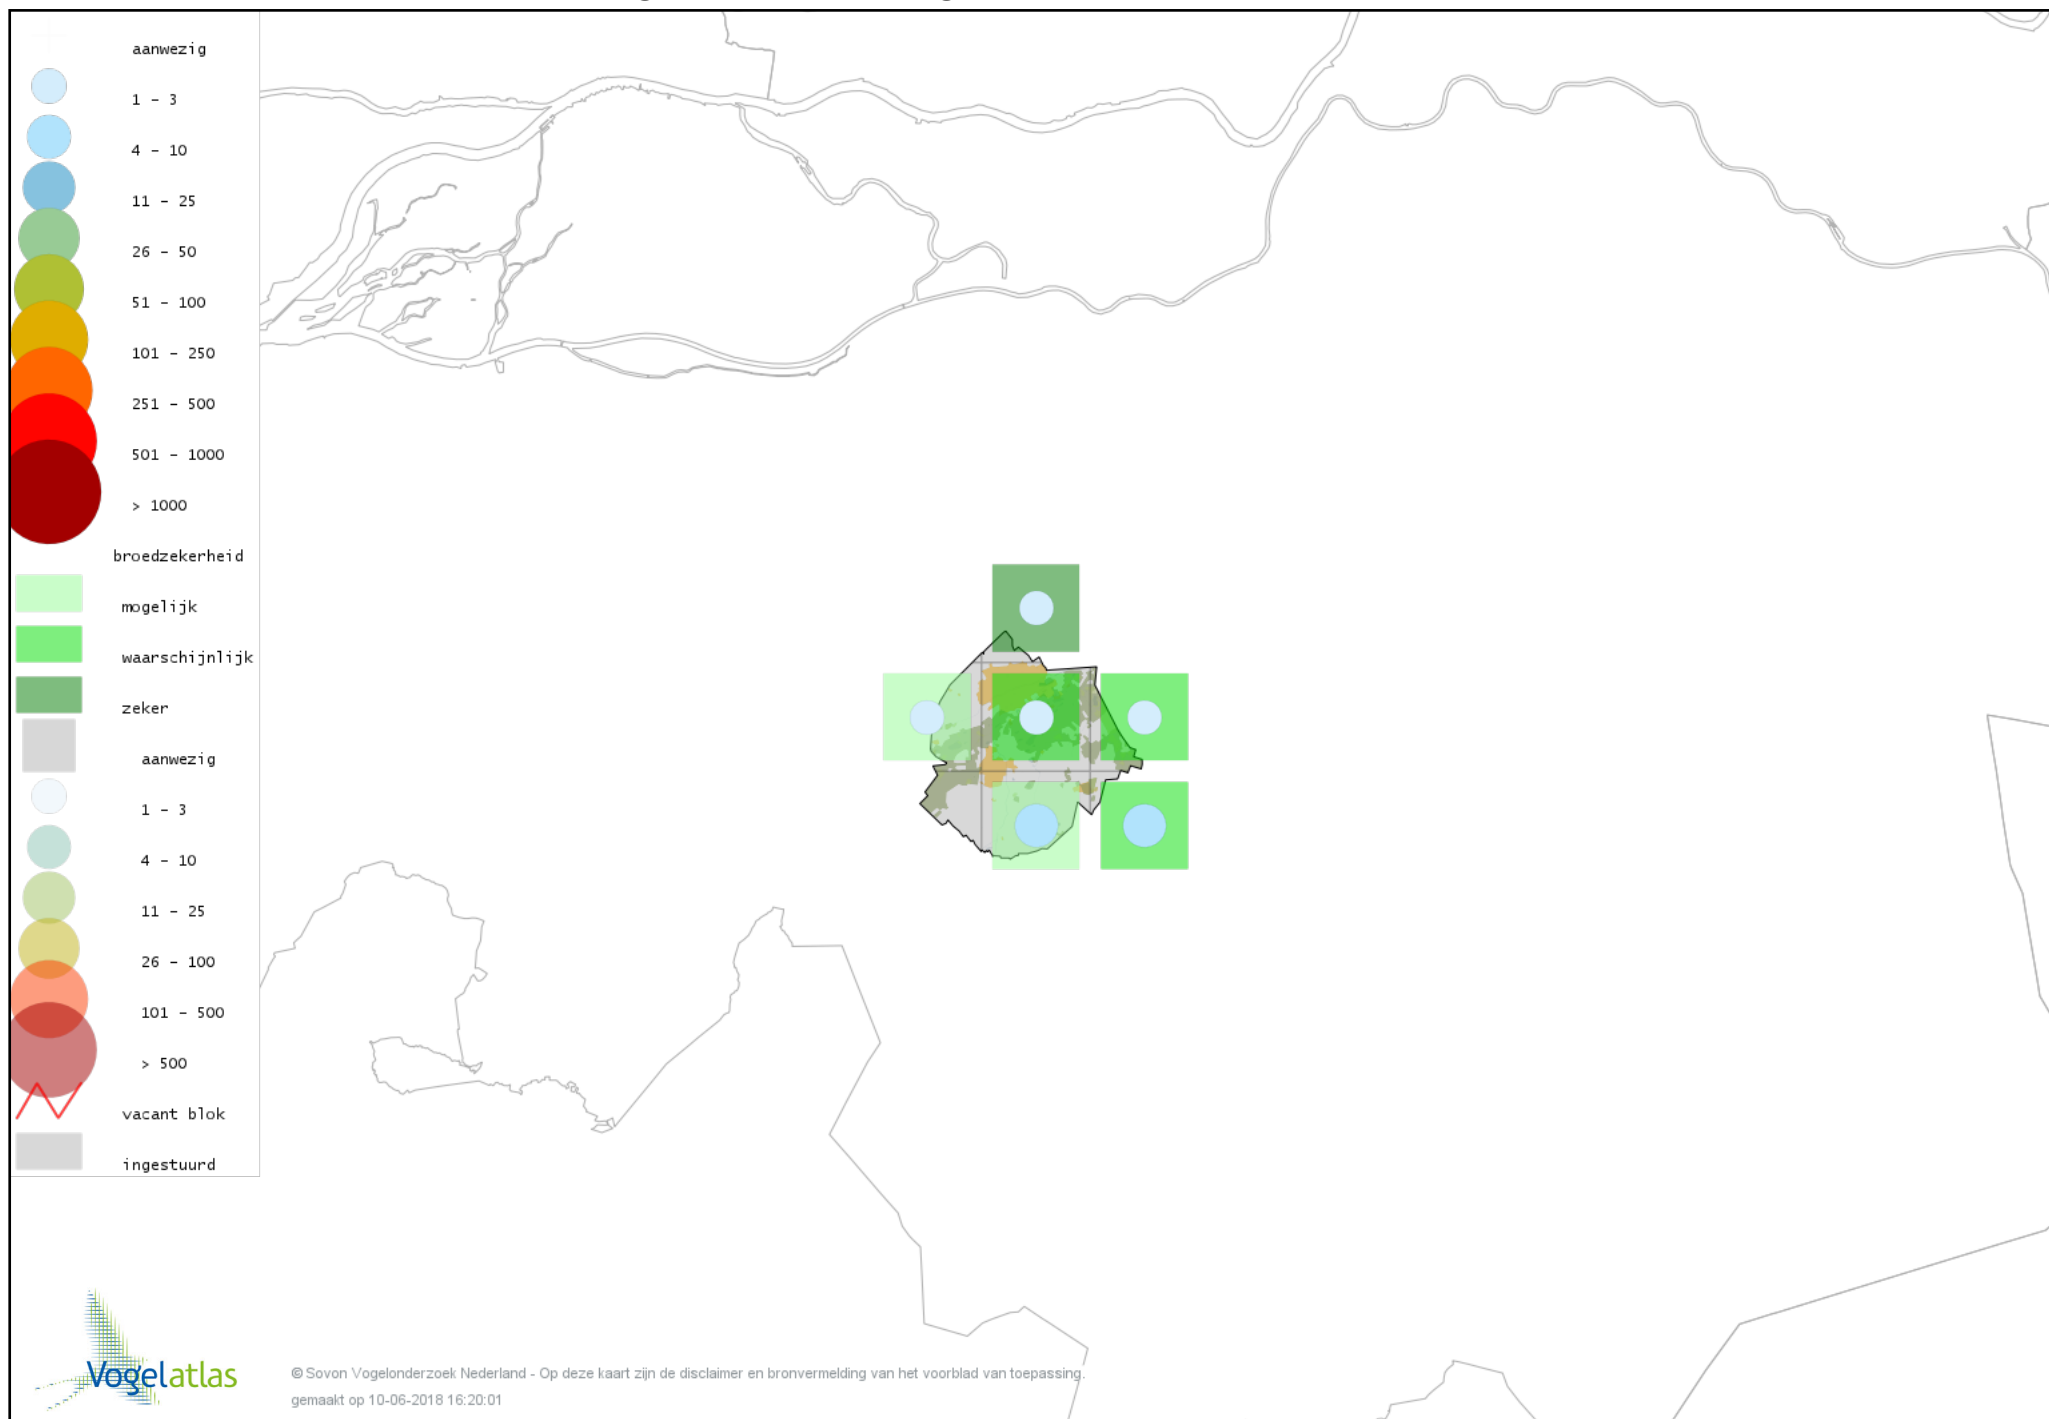 aanwezig
1 - 3
4 - 10
11 - 25
26 - 50
51 - 100
101 - 250
251 - 500
501 - 1000
> 1000
broedzekerheid
mogelijk
waarschijnlijk
zeker
aanwezig
1 - 3
4 - 10
11 - 25
26 - 100
101 - 500
> 500
vacant blok
ingestuurd
Vogelatlas
© Sovon Vogelonderzoek Nederland - Op deze kaart zijn de disclaimer en bronvermelding van het voorblad van toepassing.
gemaakt op 10-06-2018 16:20:01